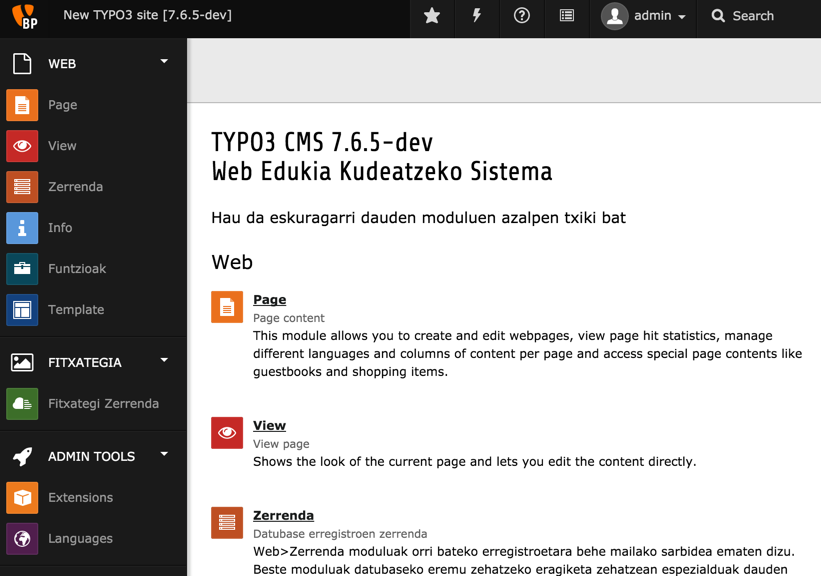 BP
New TYPO3 site [7.6.5-dev]
admin
Search
WEB
Page
View
Zerrenda
Info
Funtzioak
Template
FITXATEGIA
Fitxategi Zerrenda
ADMIN TOOLS
Extensions
Languages
TYPO3 CMS 7.6.5-dev
Web Edukia Kudeatzeko Sistema
Hau da eskuragarri dauden moduluen azalpen txiki bat
Web
Page
Page content
This module allows you to create and edit webpages, view page hit statistics, manage
different languages and columns of content per page and access special page contents like
guestbooks and shopping items.
View
View page
Shows the look of the current page and lets you edit the content directly.
Zerrenda
Datubase erregistroen zerrenda
Web>Zerrenda moduluak orri bateko erregistroetara behe mailako sarbidea ematen dizu.
Beste moduluak datubaseko eremu zehatzeko eragiketa zehatzean espezialduak dauden